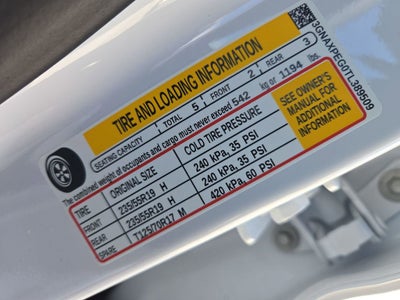 3GNAXPEG0TL389509
TIRE AND LOADING INFORMATION
SEATING CAPACITY TOTAL 5 FRONT 2 REAR 3
The combined weight of occupants and cargo must never exceed 542 kg or 1194 lbs.
TIRE ORIGINAL SIZE COLD TIRE PRESSURE
FRONT 235/55R19 H 240 kPa, 35 PSI
REAR 235/55R19 H 240 kPa, 35 PSI
SPARE T125/70R17 M 420 kPa, 60 PSI
SEE OWNER'S
MANUAL FOR
ADDITIONAL
INFORMATION